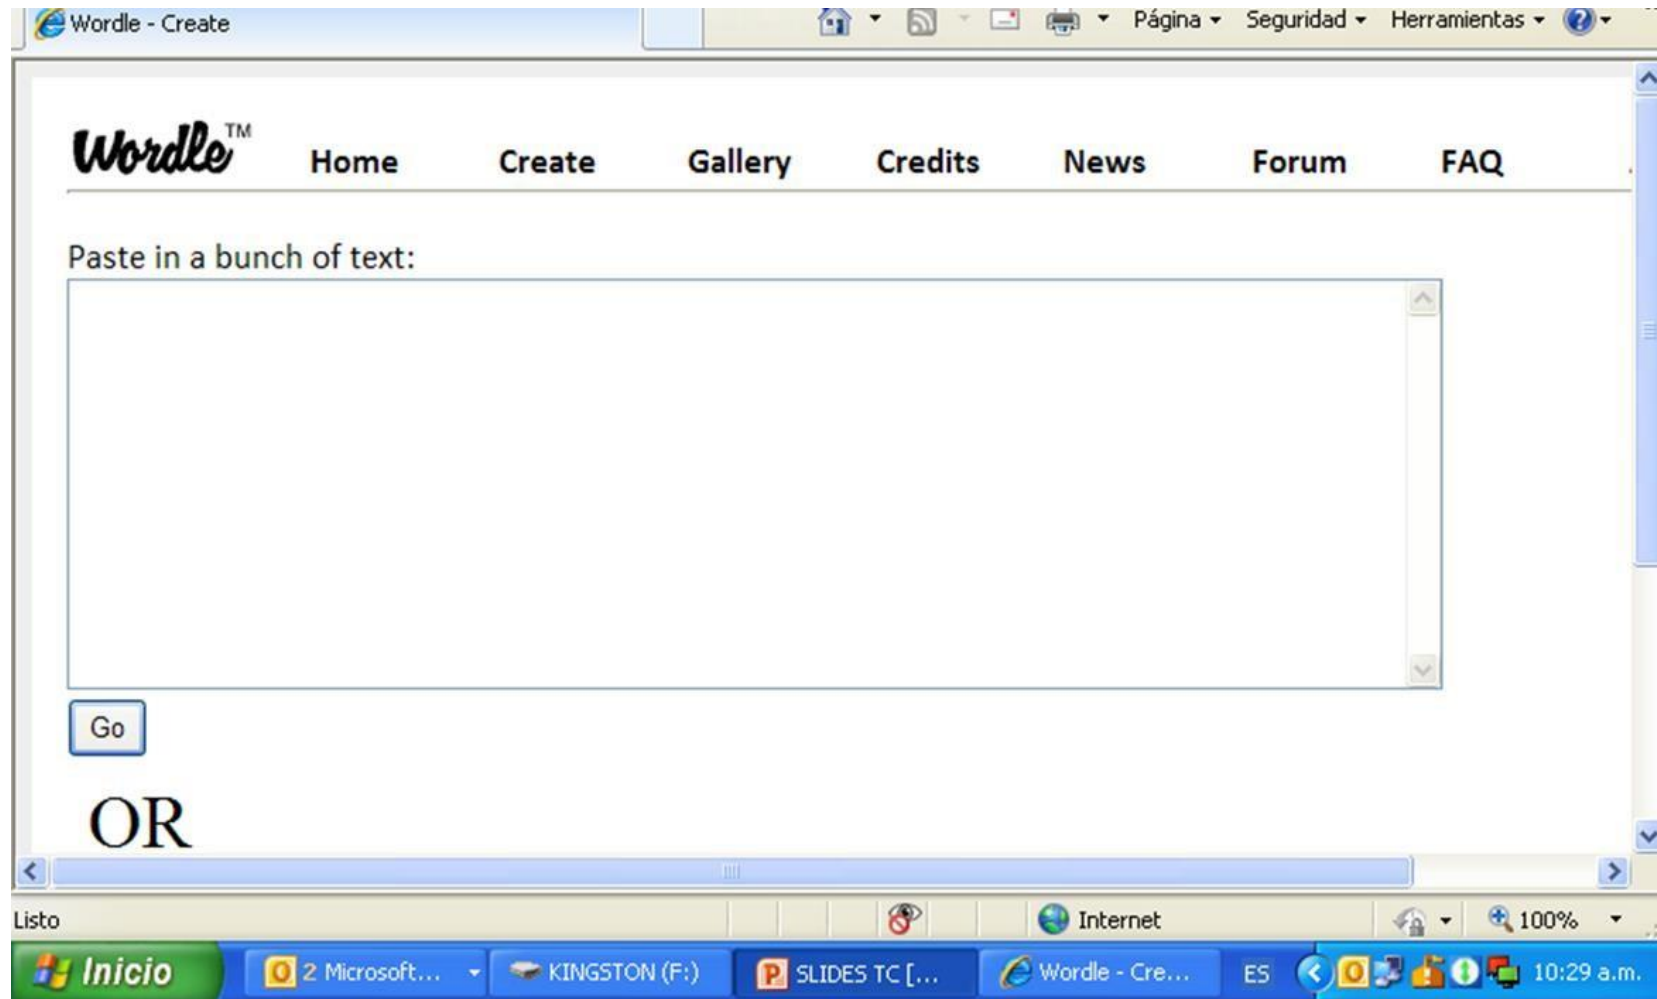 Wordle - Create
Página Seguridad Herramientas
Wordle™ Home Create Gallery Credits News Forum FAQ
Paste in a bunch of text:
Go
OR
Listo Internet 100%
Inicio 2 Microsoft... KINGSTON (F:) SLIDES TC [... Wordle - Cre... ES 10:29 a.m.